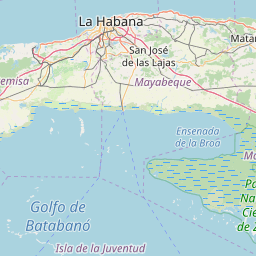 La Habana
San José
de las Lajas
Matan
emisa
Mayabeque
Ensenada
de la Broa
Golfo de
Batabanó
Isla de la Juventud
Pa
Na
Cie
de Z
Ma